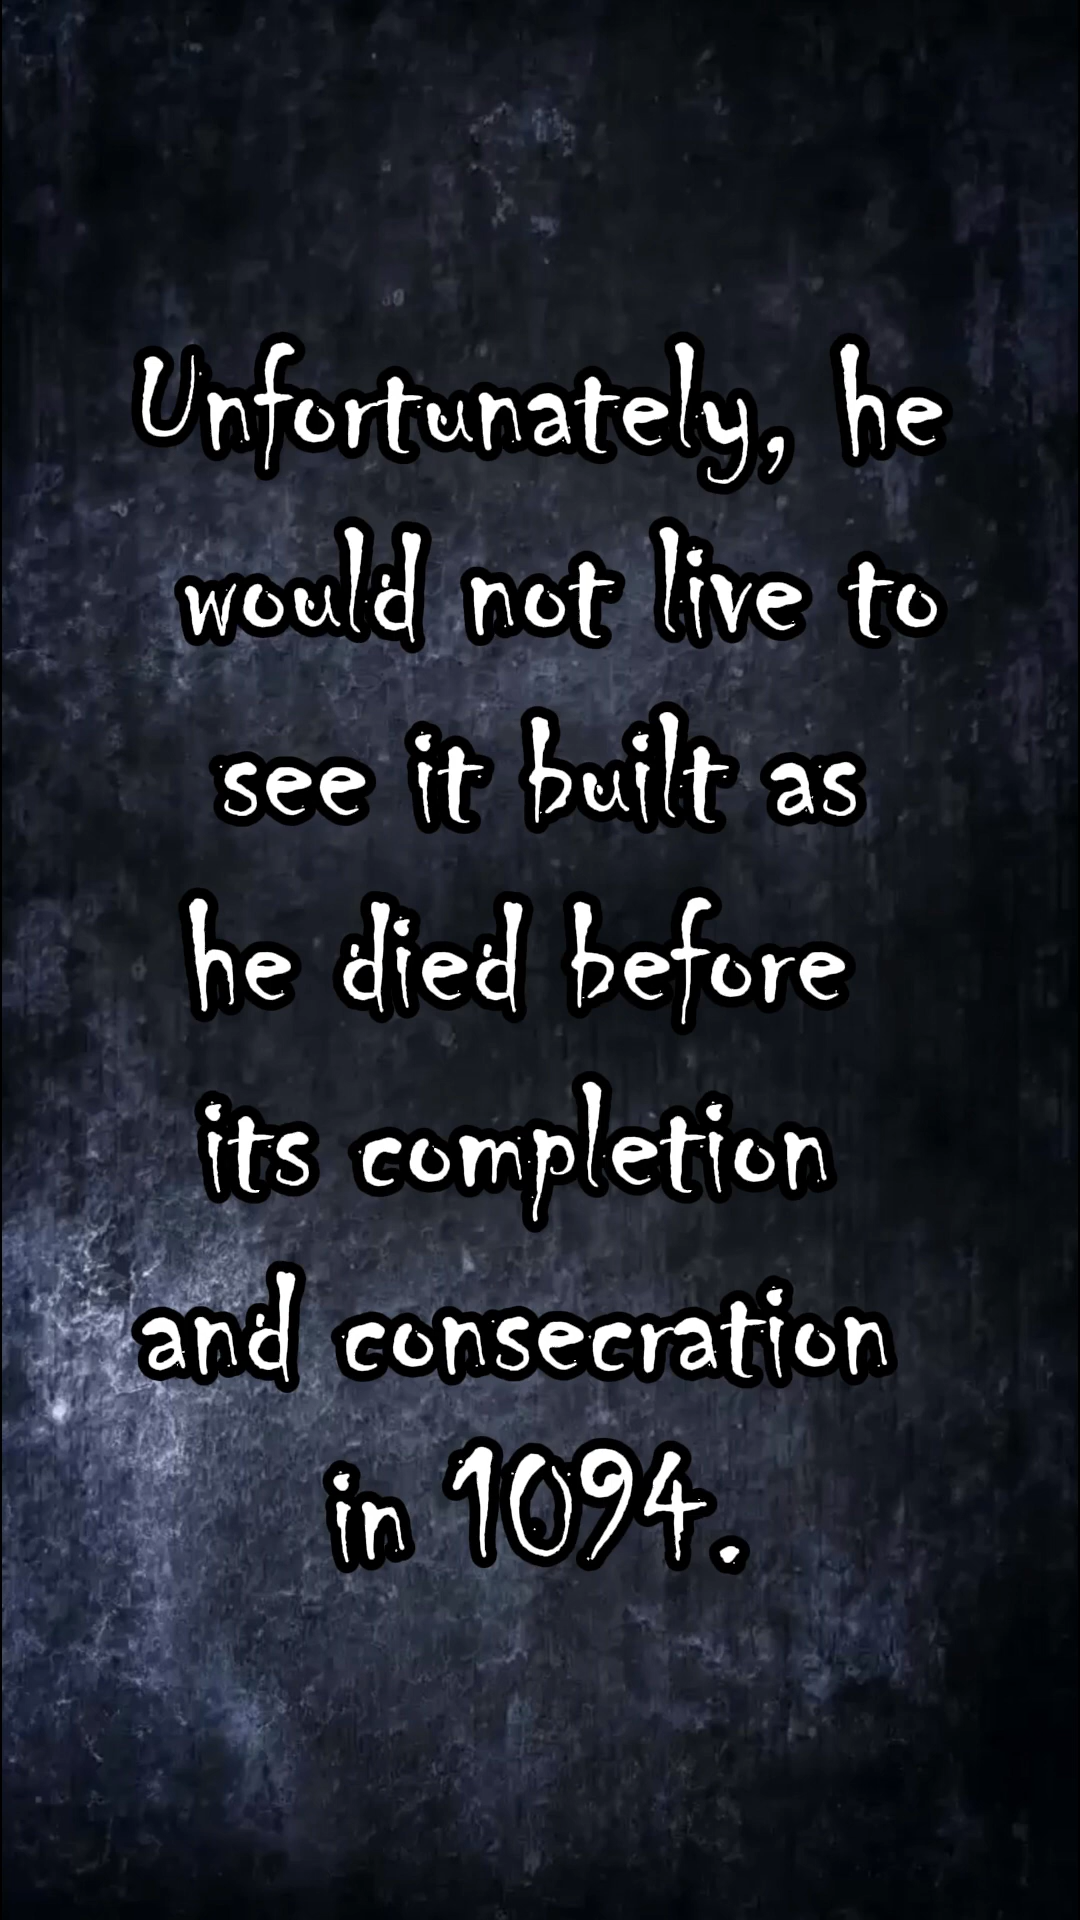 Unfortunately, he
would not live to
see it built as
he died before
its completion
and consecration
in 1094.